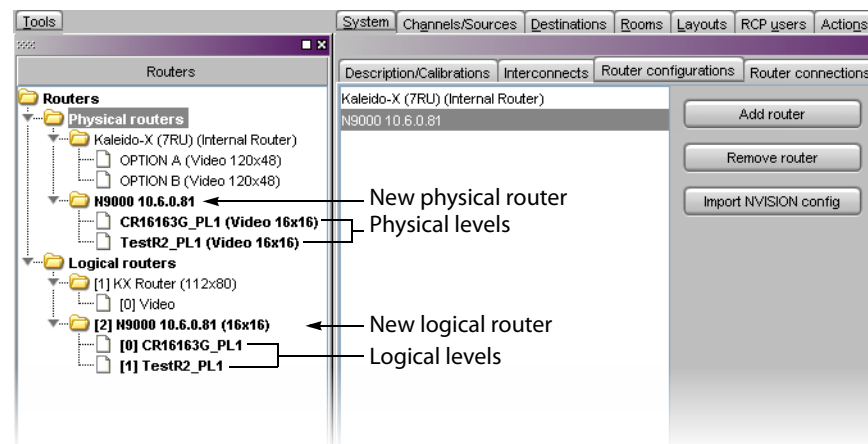 Tools
Routers
Routers
Physical routers
Kaleido-X (7RU) (Internal Router)
OPTION A (Video 120x48)
OPTION B (Video 120x48)
N9000 10.6.0.81
CR16163G_PL1 (Video 16x16)
TestR2_PL1 (Video 16x16)
Logical routers
[1] KX Router (112x80)
[0] Video
[2] N9000 10.6.0.81 (16x16)
[0] CR16163G_PL1
[1] TestR2_PL1
New physical router
Physical levels
New logical router
Logical levels
System Channels/Sources Destinations Rooms Layouts RCP users Actions
Description/Calibrations Interconnects Router configurations Router connections
Kaleido-X (7RU) (Internal Router)
N9000 10.6.0.81
Add router
Remove router
Import NVISION config